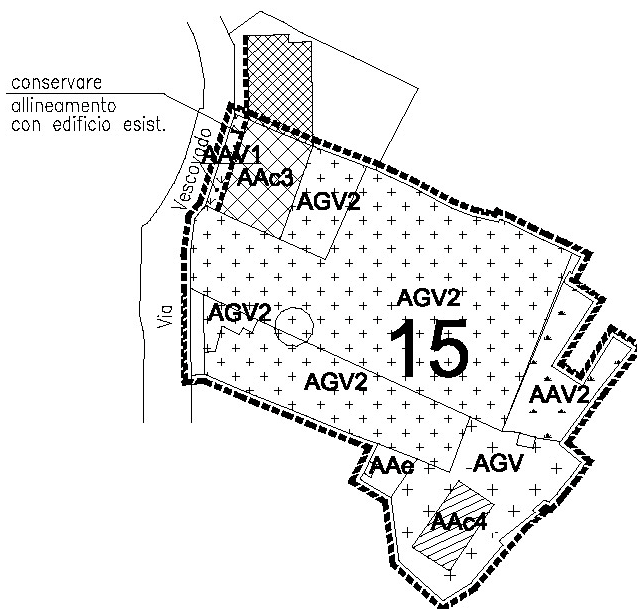 conservare
allineamento
con edificio esist.
Via Vescovado
AAV1
AAc3
AGV2
AGV2
AGV2
15
AGV2
AAV2
AAe
AGV
AAc4